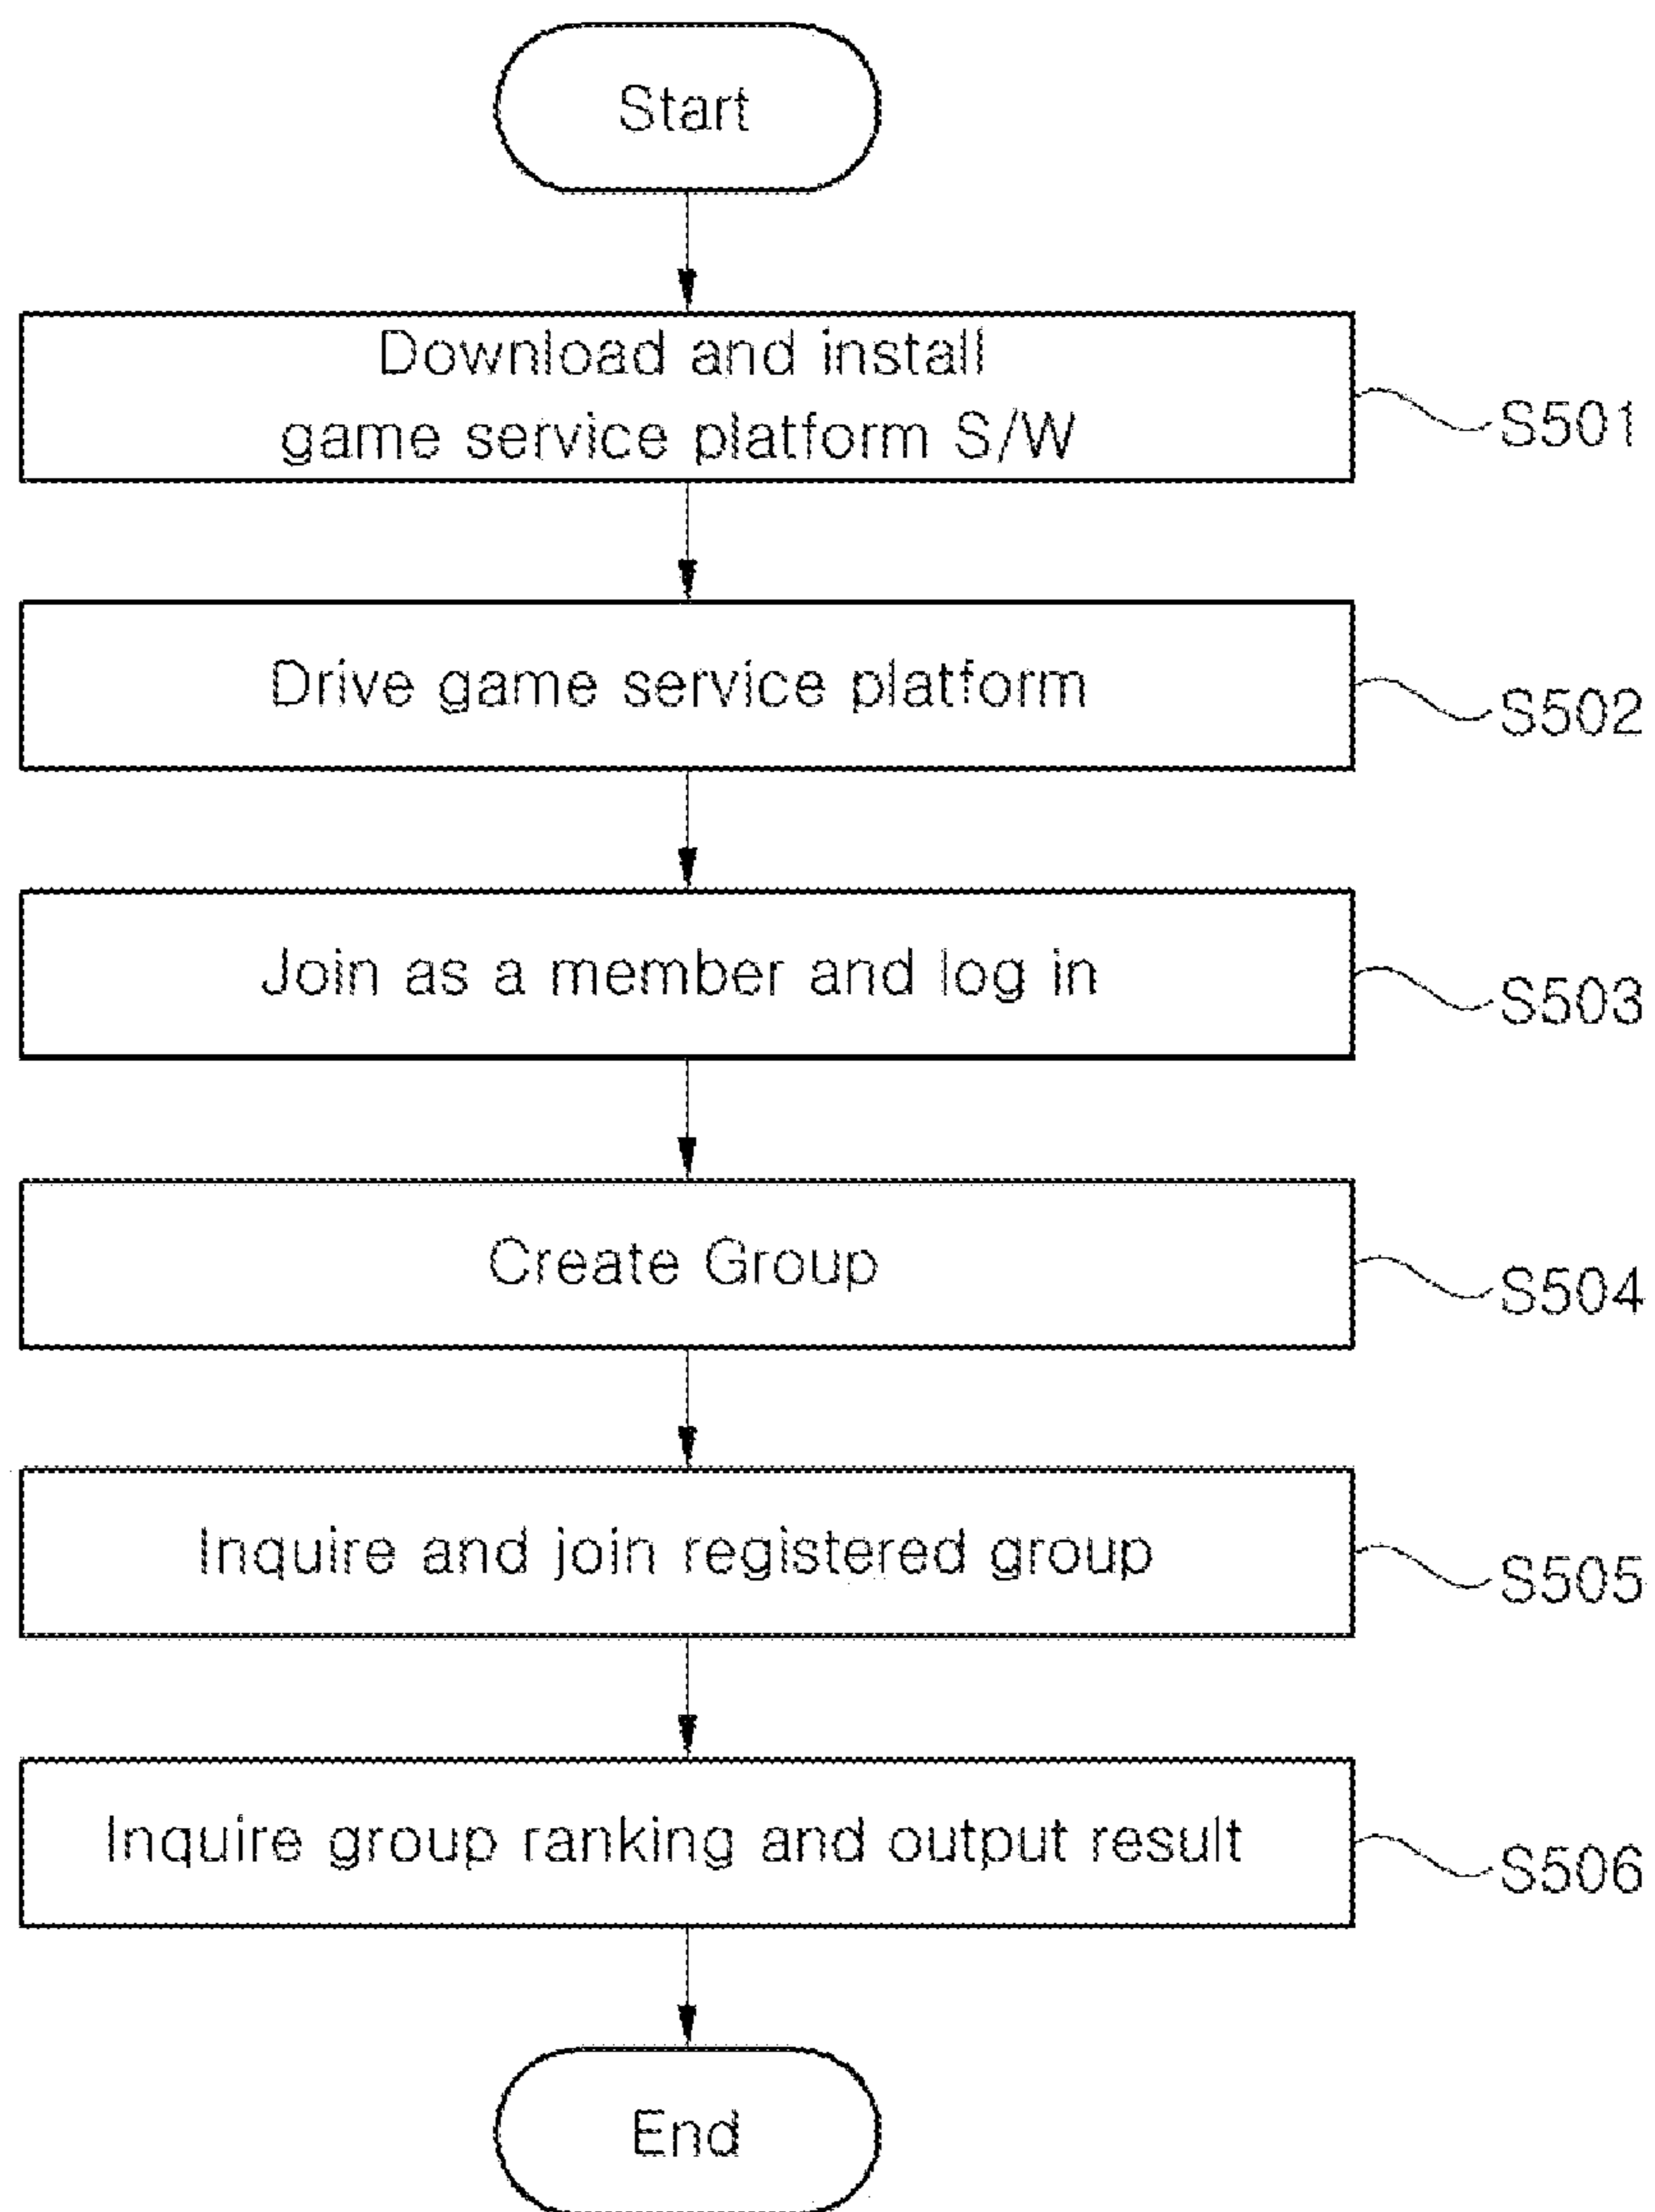 Start
Download and install
game service platform S/W
S501
Drive game service platform
S502
Join as a member and log in
S503
Create Group
S504
Inquire and join registered group
S505
Inquire group ranking and output result
S506
End